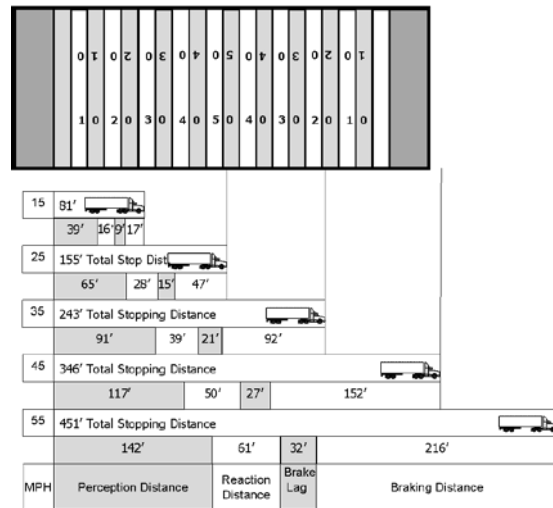 0 1 0 2 0 3 0 4 0 5 0 4 0 3 0 2 0 1
1 0 2 0 3 0 4 0 5 0 4 0 3 0 2 0 1 0
15 81'
39' 16' 9' 17'
25 155' Total Stop Dist
65' 28' 15' 47'
35 243' Total Stopping Distance
91' 39' 21' 92'
45 346' Total Stopping Distance
117' 50' 27' 152'
55 451' Total Stopping Distance
142' 61' 32' 216'
MPH Perception Distance Reaction Distance Brake Lag Braking Distance